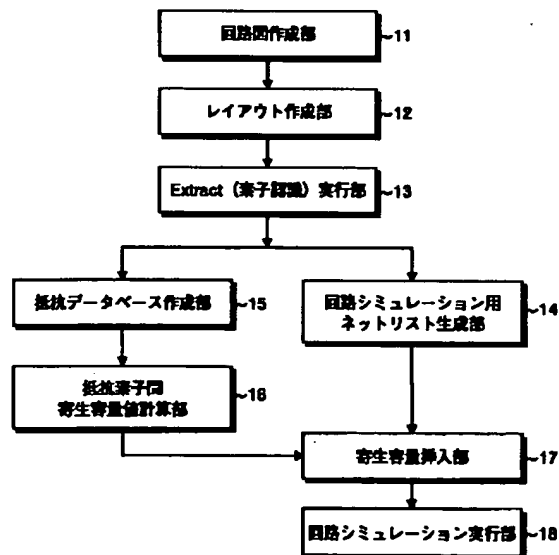 回路図作成部
~11
レイアウト作成部
~12
Extract (素子認識) 実行部
~13
抵抗データベース作成部
~15
回路シミュレーション用
ネットリスト生成部
~14
抵抗素子間
寄生容量値計算部
~16
寄生容量挿入部
~17
回路シミュレーション実行部
~18